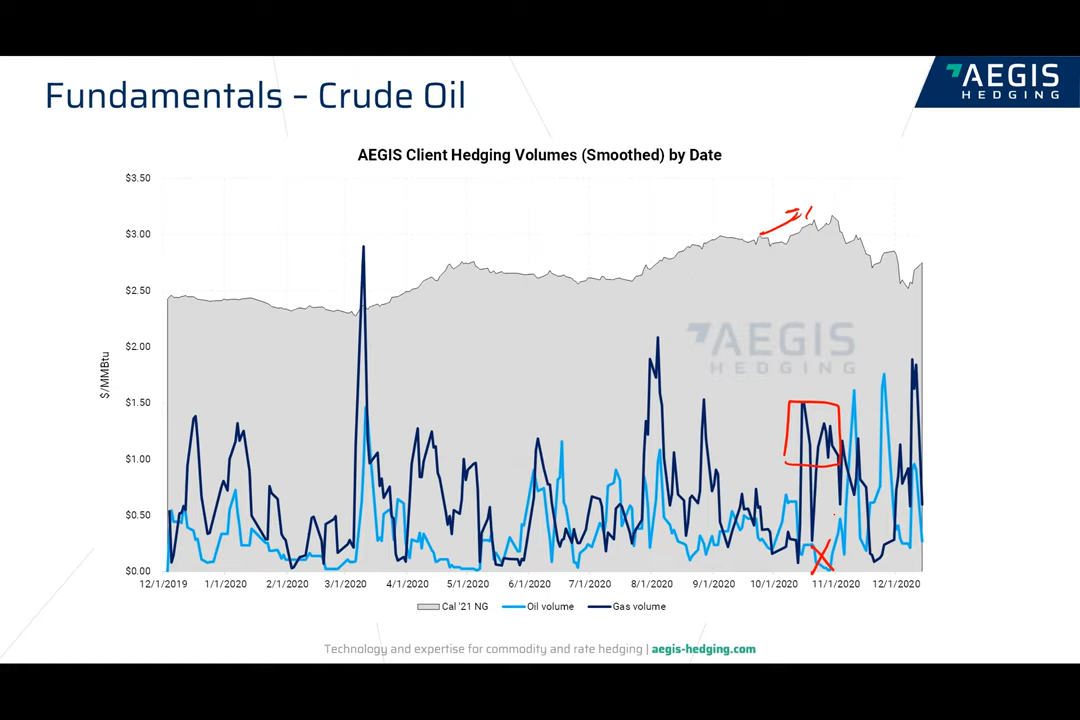 Fundamentals – Crude Oil
AEGIS
HEDGING
AEGIS Client Hedging Volumes (Smoothed) by Date
$3.50
$3.00
$2.50
$2.00
$1.50
$1.00
$0.50
$0.00
$/MMBtu
AEGIS
HEDGING
12/1/2019 1/1/2020 2/1/2020 3/1/2020 4/1/2020 5/1/2020 6/1/2020 7/1/2020 8/1/2020 9/1/2020 10/1/2020 11/1/2020 12/1/2020
Cal '21 NG Oil volume Gas volume
Technology and expertise for commodity and rate hedging | aegis-hedging.com